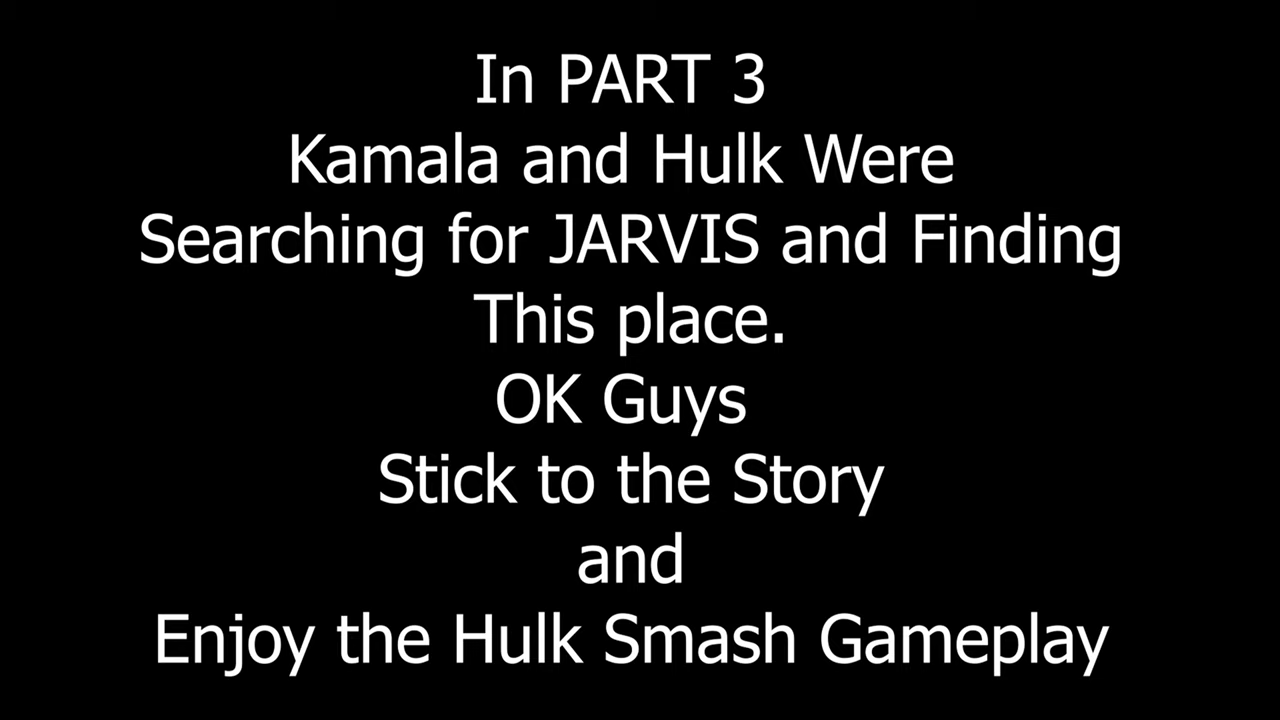 In PART 3
Kamala and Hulk Were
Searching for JARVIS and Finding
This place.
OK Guys
Stick to the Story
and
Enjoy the Hulk Smash Gameplay